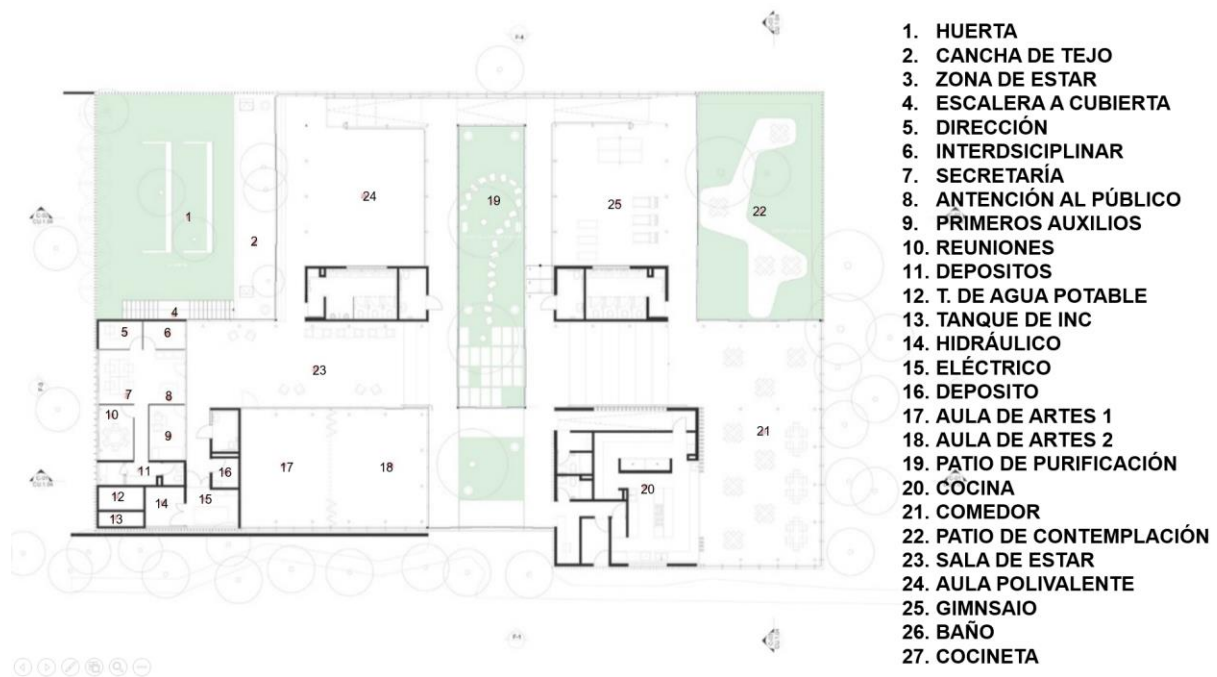 1. HUERTA
2. CANCHA DE TEJO
3. ZONA DE ESTAR
4. ESCALERA A CUBIERTA
5. DIRECCIÓN
6. INTERDSICIPLINAR
7. SECRETARÍA
8. ANTENCIÓN AL PÚBLICO
9. PRIMEROS AUXILIOS
10. REUNIONES
11. DEPOSITOS
12. T. DE AGUA POTABLE
13. TANQUE DE INC
14. HIDRÁULICO
15. ELÉCTRICO
16. DEPOSITO
17. AULA DE ARTES 1
18. AULA DE ARTES 2
19. PATIO DE PURIFICACIÓN
20. COCINA
21. COMEDOR
22. PATIO DE CONTEMPLACIÓN
23. SALA DE ESTAR
24. AULA POLIVALENTE
25. GIMNSAIO
26. BAÑO
27. COCINETA
24
19
25
22
1
2
4
5
6
23
7
8
10
9
21
11
16
17
18
20
12
14
15
13